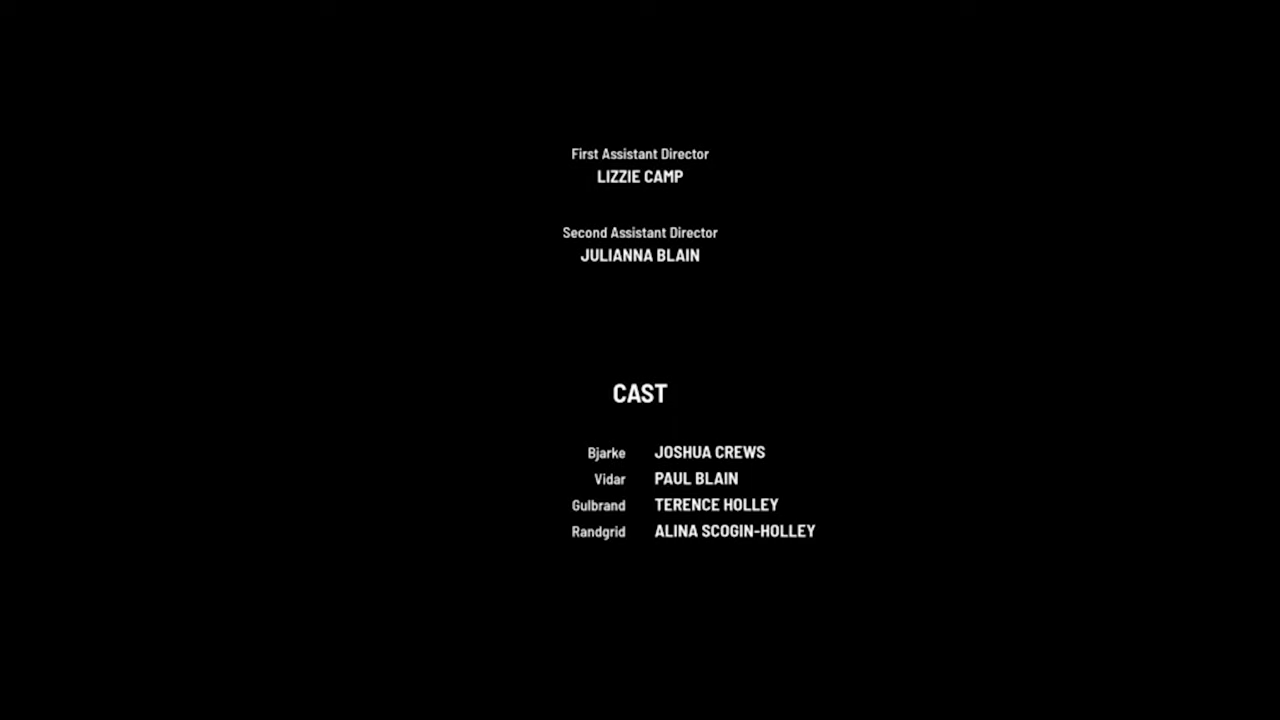 First Assistant Director
LIZZIE CAMP
Second Assistant Director
JULIANNA BLAIN
CAST
Bjarke JOSHUA CREWS
Vidar PAUL BLAIN
Gulbrand TERENCE HOLLEY
Randgrid ALINA SCOGIN-HOLLEY